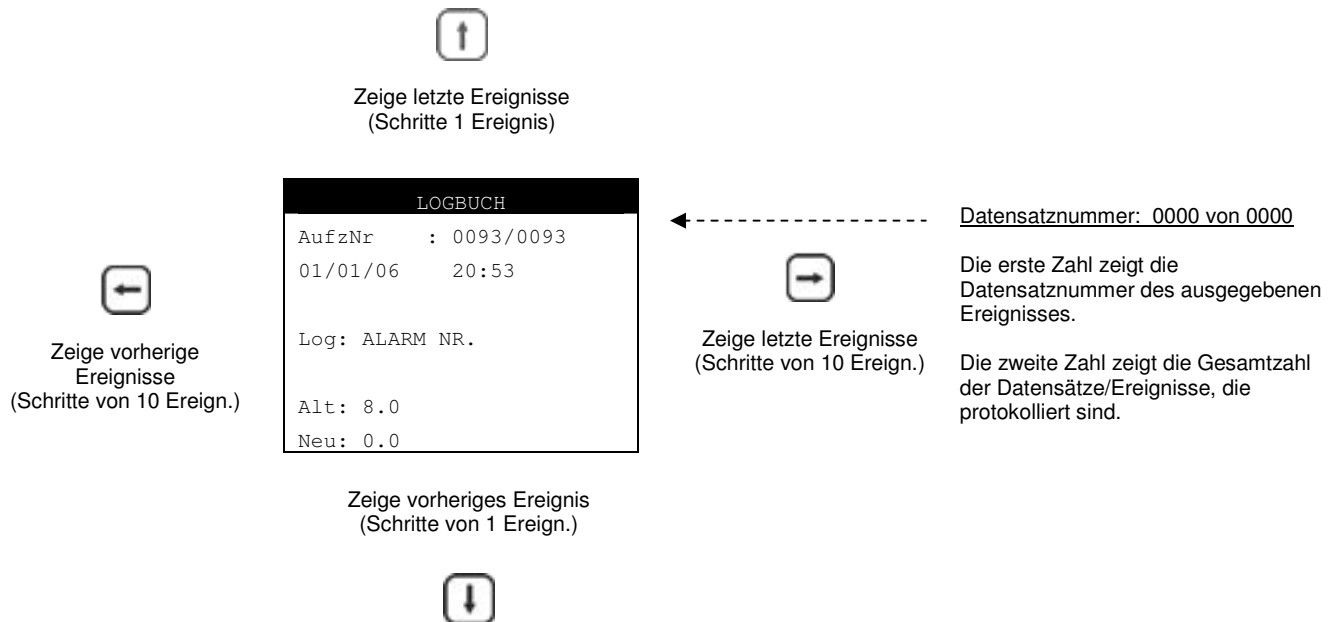 Zeige letzte Ereignisse
(Schritte 1 Ereignis)
LOGBUCH
AufzNr : 0093/0093
01/01/06 20:53
Log: ALARM NR.
Alt: 8.0
Neu: 0.0
Zeige vorherige
Ereignisse
(Schritte von 10 Ereign.)
Zeige letzte Ereignisse
(Schritte von 10 Ereign.)
Datensatznummer: 0000 von 0000
Die erste Zahl zeigt die
Datensatznummer des ausgegebenen
Ereignisses.
Die zweite Zahl zeigt die Gesamtzahl
der Datensätze/Ereignisse, die
protokolliert sind.
Zeige vorheriges Ereignis
(Schritte von 1 Ereign.)